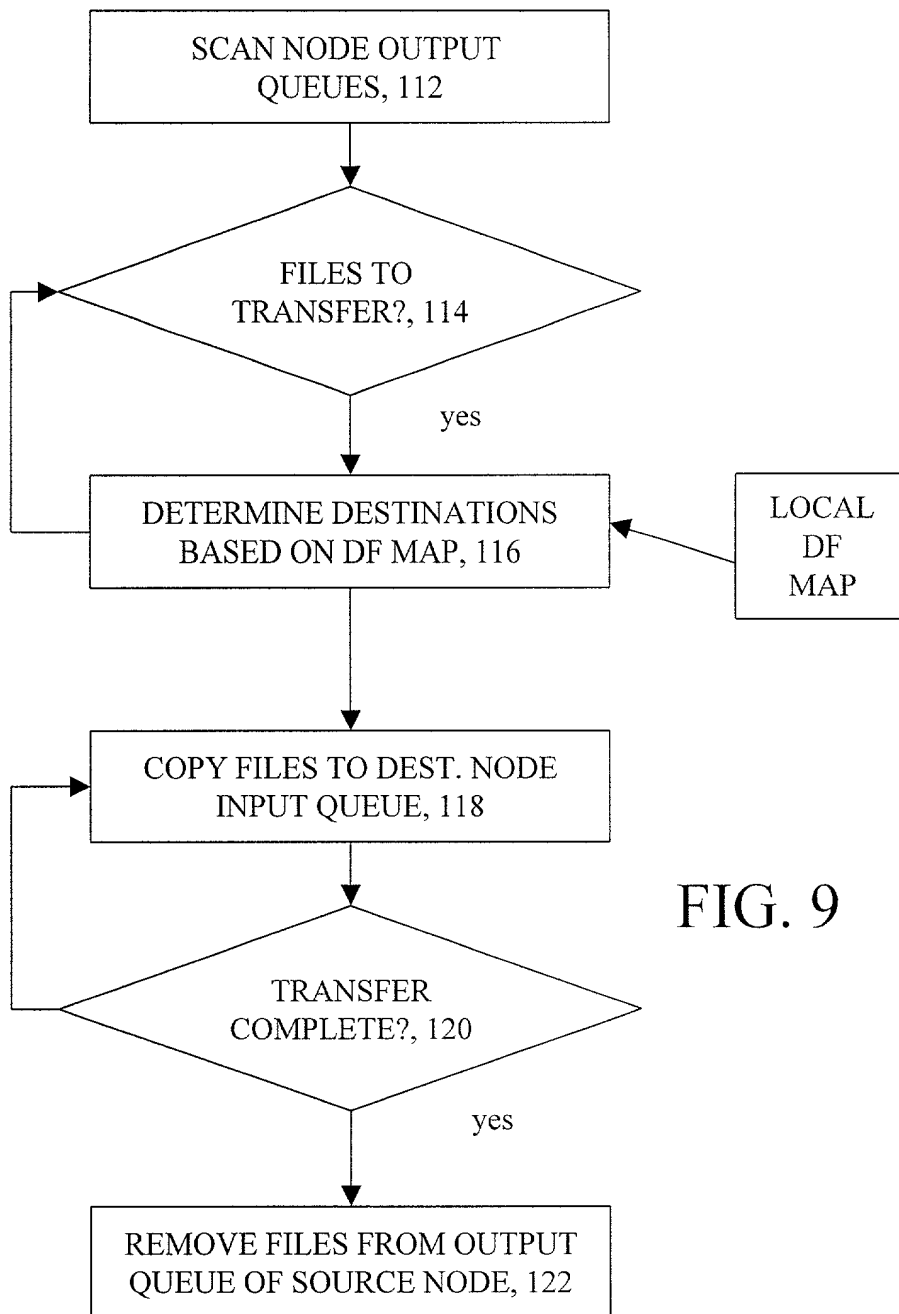 SCAN NODE OUTPUT
QUEUES, 112
FILES TO
TRANSFER?, 114
yes
DETERMINE DESTINATIONS
BASED ON DF MAP, 116
LOCAL
DF
MAP
COPY FILES TO DEST. NODE
INPUT QUEUE, 118
FIG. 9
TRANSFER
COMPLETE?, 120
yes
REMOVE FILES FROM OUTPUT
QUEUE OF SOURCE NODE, 122